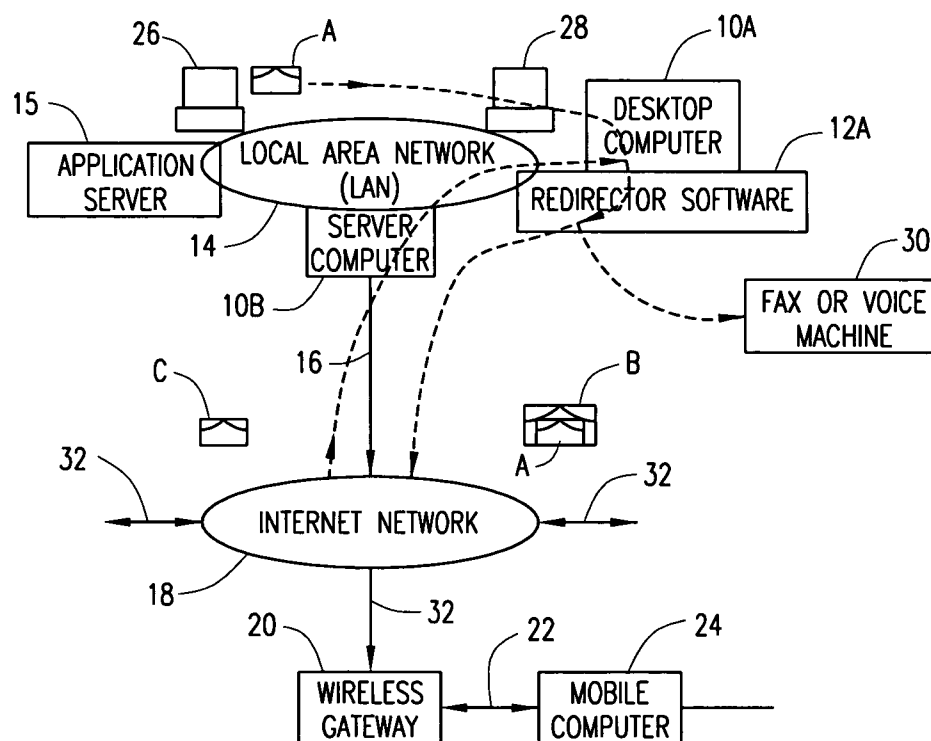 26
A
28
10A
15
DESKTOP
COMPUTER
12A
APPLICATION
SERVER
LOCAL AREA NETWORK
(LAN)
REDIRECTOR SOFTWARE
14
SERVER
COMPUTER
10B
30
FAX OR VOICE
MACHINE
16
C
B
A
32
32
INTERNET NETWORK
18
32
20
22
24
WIRELESS
GATEWAY
MOBILE
COMPUTER